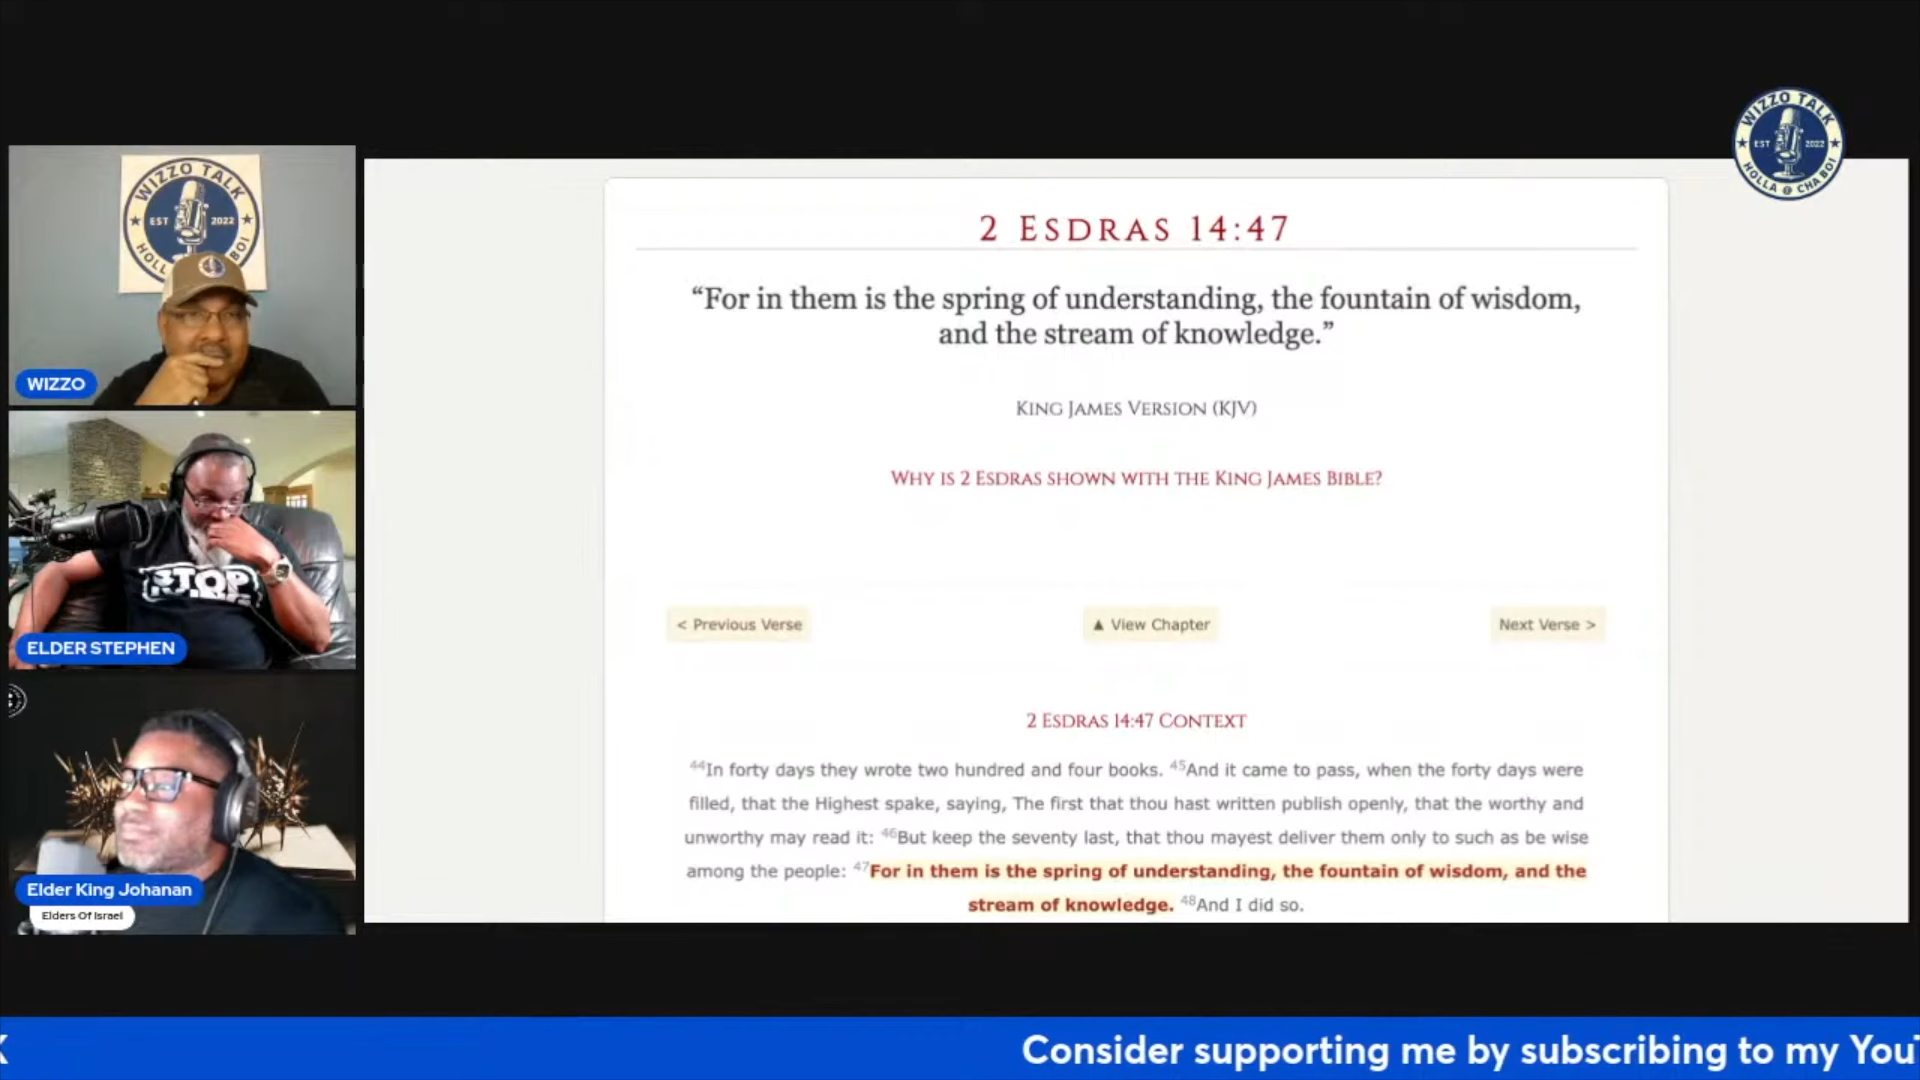 WIZZO TALK
EST 2022
HOLLA @ CHA BOI
WIZZO TALK
EST 2022
WIZZO
STOP
ELDER STEPHEN
Elder King Johanan
Elders Of Israel
2 ESDRAS 14:47
“For in them is the spring of understanding, the fountain of wisdom,
and the stream of knowledge.”
KING JAMES VERSION (KJV)
WHY IS 2 ESDRAS SHOWN WITH THE KING JAMES BIBLE?
< Previous Verse
▲ View Chapter
Next Verse >
2 ESDRAS 14:47 CONTEXT
44In forty days they wrote two hundred and four books. 45And it came to pass, when the forty days were
filled, that the Highest spake, saying, The first that thou hast written publish openly, that the worthy and
unworthy may read it: 46But keep the seventy last, that thou mayest deliver them only to such as be wise
among the people: 47For in them is the spring of understanding, the fountain of wisdom, and the
stream of knowledge. 48And I did so.
Consider supporting me by subscribing to my You